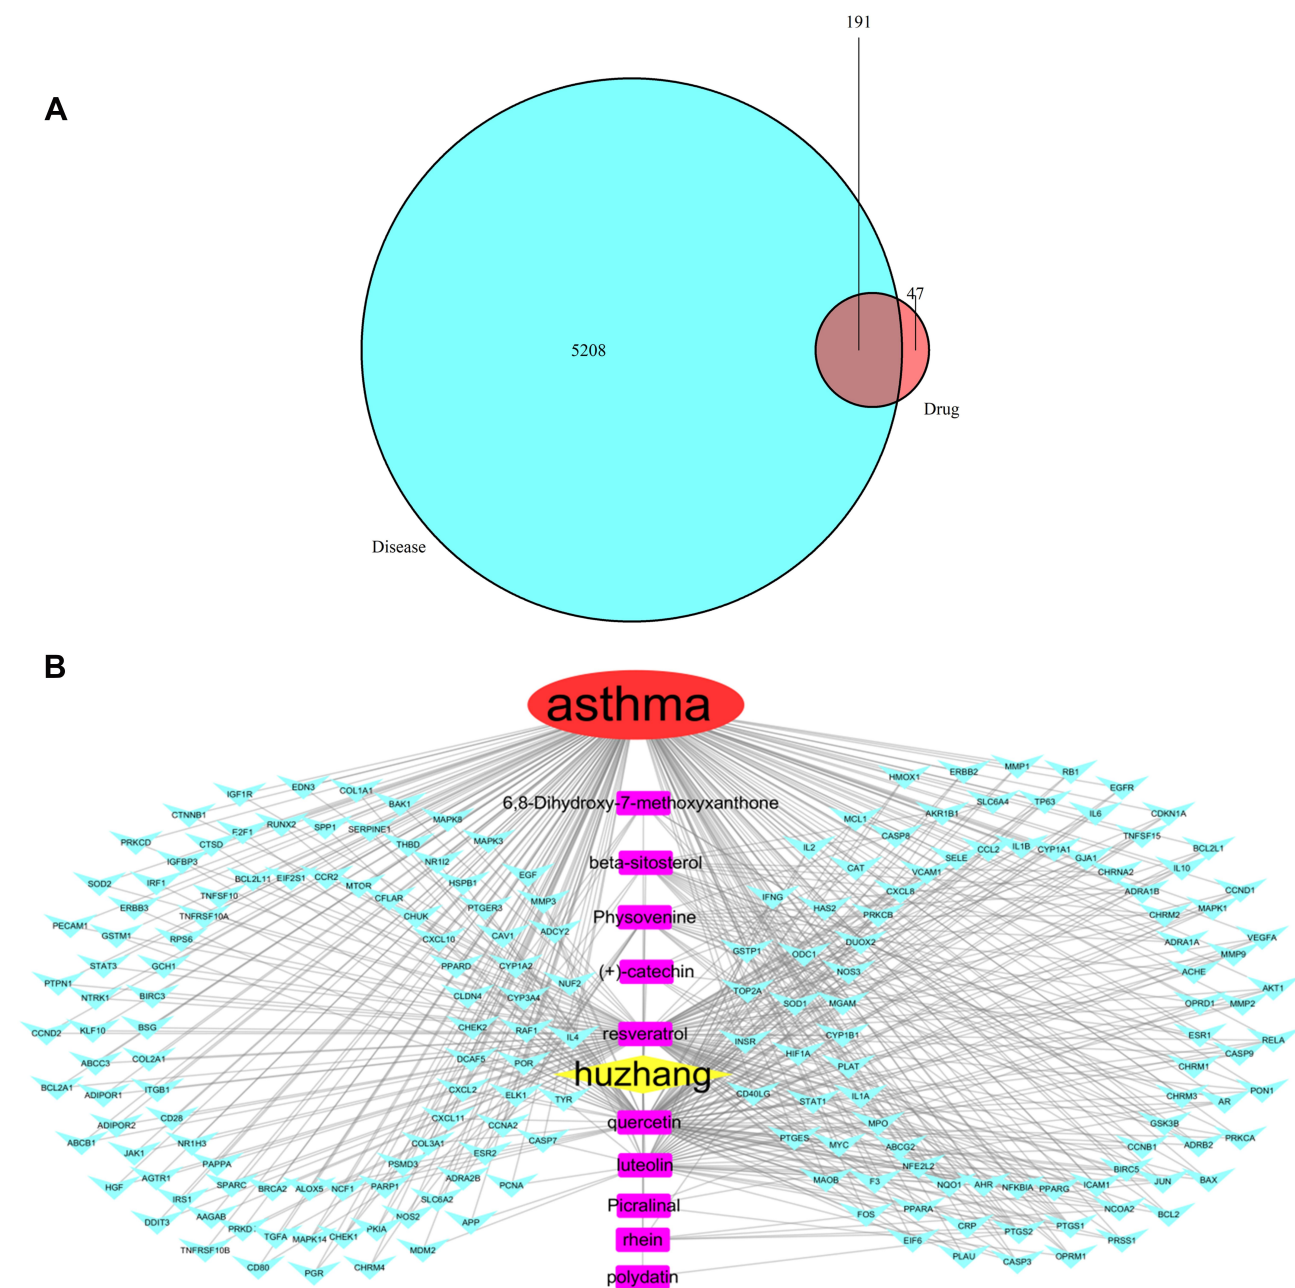 191
A
47
5208
Drug
Disease
B
asthma
6,8-Dihydroxy-7-methoxyxanthone
beta-sitosterol
Physovenine
(+)-catechin
resveratrol
huzhang
quercetin
luteolin
Picralinal
rhein
polydatin
IGF1R
EDN3
COL1A1
BAK1
CTNNB1
E2F1
RUNX2
SPP1
SERPINE1
MAPK8
PRKCD
CTSD
THBD
MAPK3
IGFBP3
NR1I2
SOD2
IRF1
BCL2L11
EIF2S1
CCR2
MTOR
HSPB1
EGF
TNFSF10
CFLAR
ERBB3
TNFRSF10A
CHUK
PTGER3
MMP3
PECAM1
GSTM1
RPS6
CXCL10
CAV1
ADCY2
STAT3
GCH1
PPARD
CYP1A2
PTPN1
NTRK1
BIRC3
CLDN4
CYP3A4
NUF2
CCND2
KLF10
BSG
CHEK2
RAF1
IL4
ABCC3
COL2A1
DCAF5
POR
BCL2A1
ADIPOR1
ITGB1
CXCL2
ELK1
TYR
ADIPOR2
CD28
CXCL11
CCNA2
ABCB1
JAK1
NR1H3
COL3A1
ESR2
CASP7
PAPPA
PSMD3
HGF
AGTR1
IRS1
SPARC
BRCA2
ALOX5
NCF1
PARP1
ADRA2B
PCNA
SLC6A2
DDIT3
AAGAB
PKIA
NOS2
APP
TNFRSF10B
TGFA
MAPK14
CHEK1
MDM2
CD80
PGR
CHRM4
HMOX1
ERBB2
MMP1
RB1
EGFR
MCL1
AKR1B1
SLC6A4
TP63
IL6
CDKN1A
CASP8
TNFSF15
IL2
SELE
CCL2
IL1B
CYP1A1
GJA1
BCL2L1
CAT
VCAM1
CHRNA2
IL10
IFNG
CXCL8
ADRA1B
CCND1
HAS2
PRKCB
CHRM2
MAPK1
GSTP1
ODC1
DUOX2
ADRA1A
VEGFA
MMP9
NOS3
ACHE
TOP2A
SOD1
MGAM
OPRD1
MMP2
AKT1
INSR
CYP1B1
ESR1
RELA
HIF1A
PLAT
CASP9
CHRM1
CD40LG
STAT1
IL1A
CHRM3
AR
PON1
MPO
GSK3B
PTGES
MYC
ABCG2
CCNB1
ADRB2
PRKCA
NFE2L2
BIRC5
MAOB
F3
NQO1
AHR
NFKBIA
PPARG
ICAM1
JUN
BAX
FOS
PPARA
NCOA2
BCL2
CRP
PTGS2
PTGS1
EIF6
PRSS1
PLAU
CASP3
OPRM1